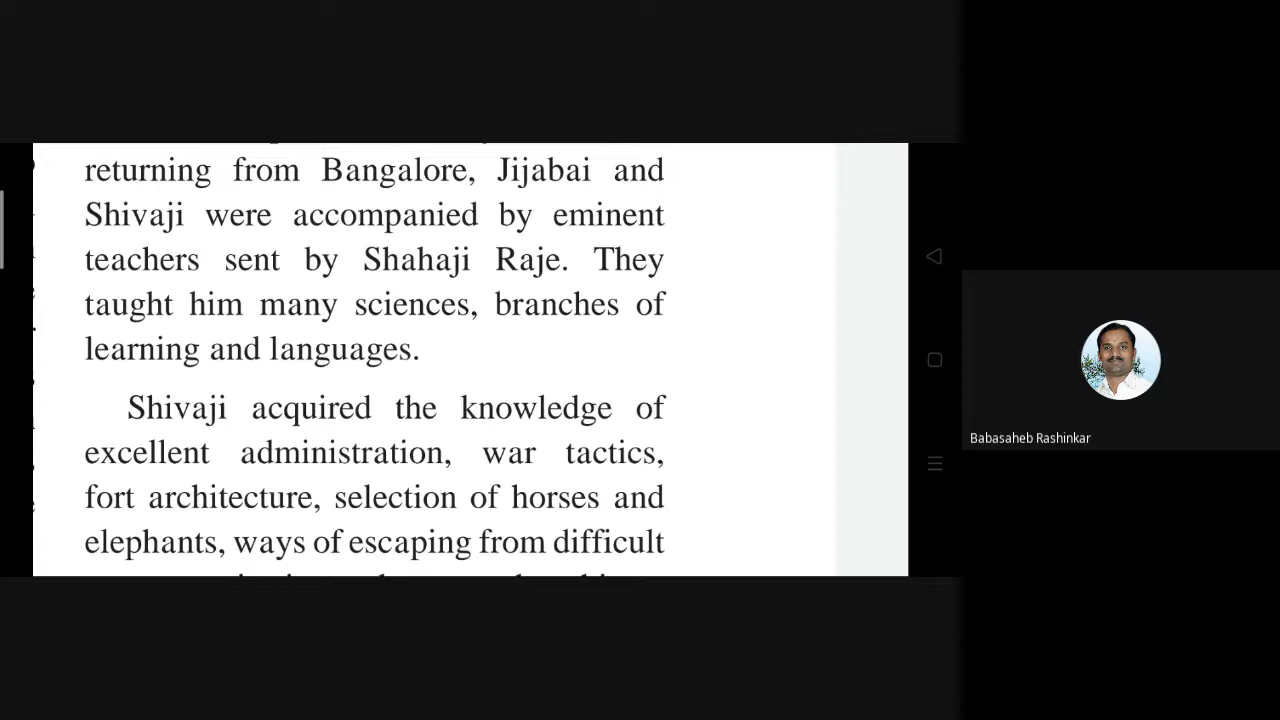 returning from Bangalore, Jijabai and
Shivaji were accompanied by eminent
teachers sent by Shahaji Raje. They
taught him many sciences, branches of
learning and languages.
Shivaji acquired the knowledge of
excellent administration, war tactics,
fort architecture, selection of horses and
elephants, ways of escaping from difficult
Babasaheb Rashinkar